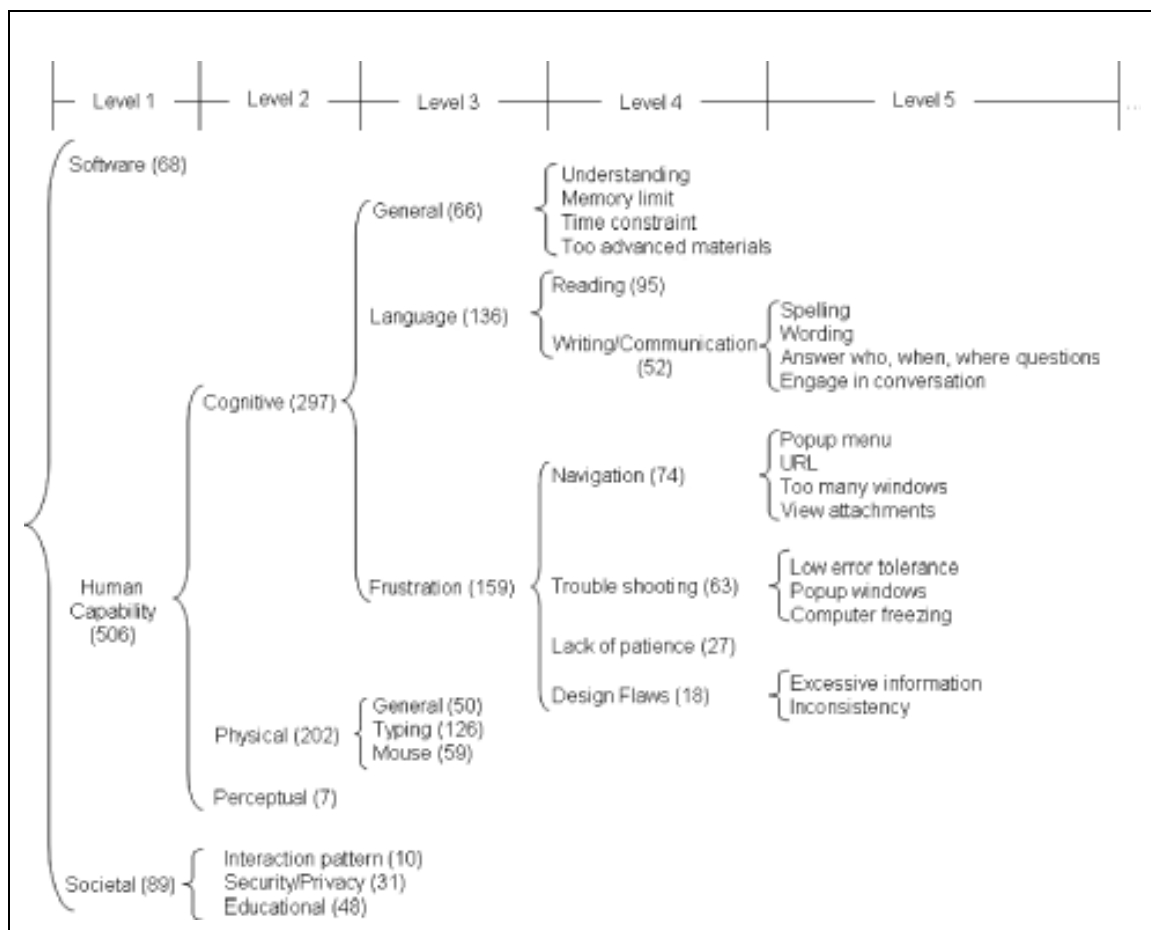 Level 1 Level 2 Level 3 Level 4 Level 5 ...
Software (68)
General (66)
Understanding
Memory limit
Time constraint
Too advanced materials
Language (136)
Reading (95)
Writing/Communication
(52)
Spelling
Wording
Answer who, when, where questions
Engage in conversation
Cognitive (297)
Navigation (74)
Popup menu
URL
Too many windows
View attachments
Human
Capability
(506)
Frustration (159)
Trouble shooting (63)
Low error tolerance
Popup windows
Computer freezing
Lack of patience (27)
Design Flaws (18)
Excessive information
Inconsistency
Physical (202)
General (50)
Typing (126)
Mouse (59)
Perceptual (7)
Societal (89)
Interaction pattern (10)
Security/Privacy (31)
Educational (48)